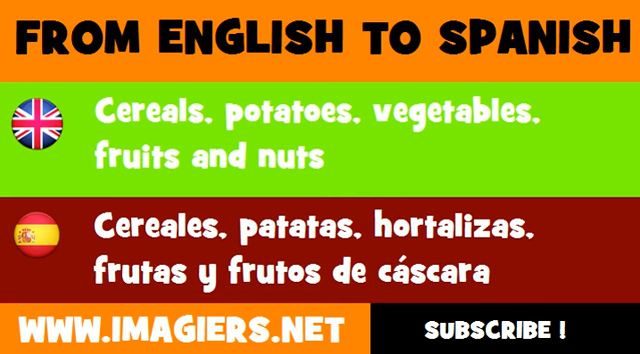 FROM ENGLISH TO SPANISH
Cereals, potatoes, vegetables,
fruits and nuts
Cereales, patatas, hortalizas,
frutas y frutos de cáscara
WWW.IMAGIERS.NET
SUBSCRIBE !